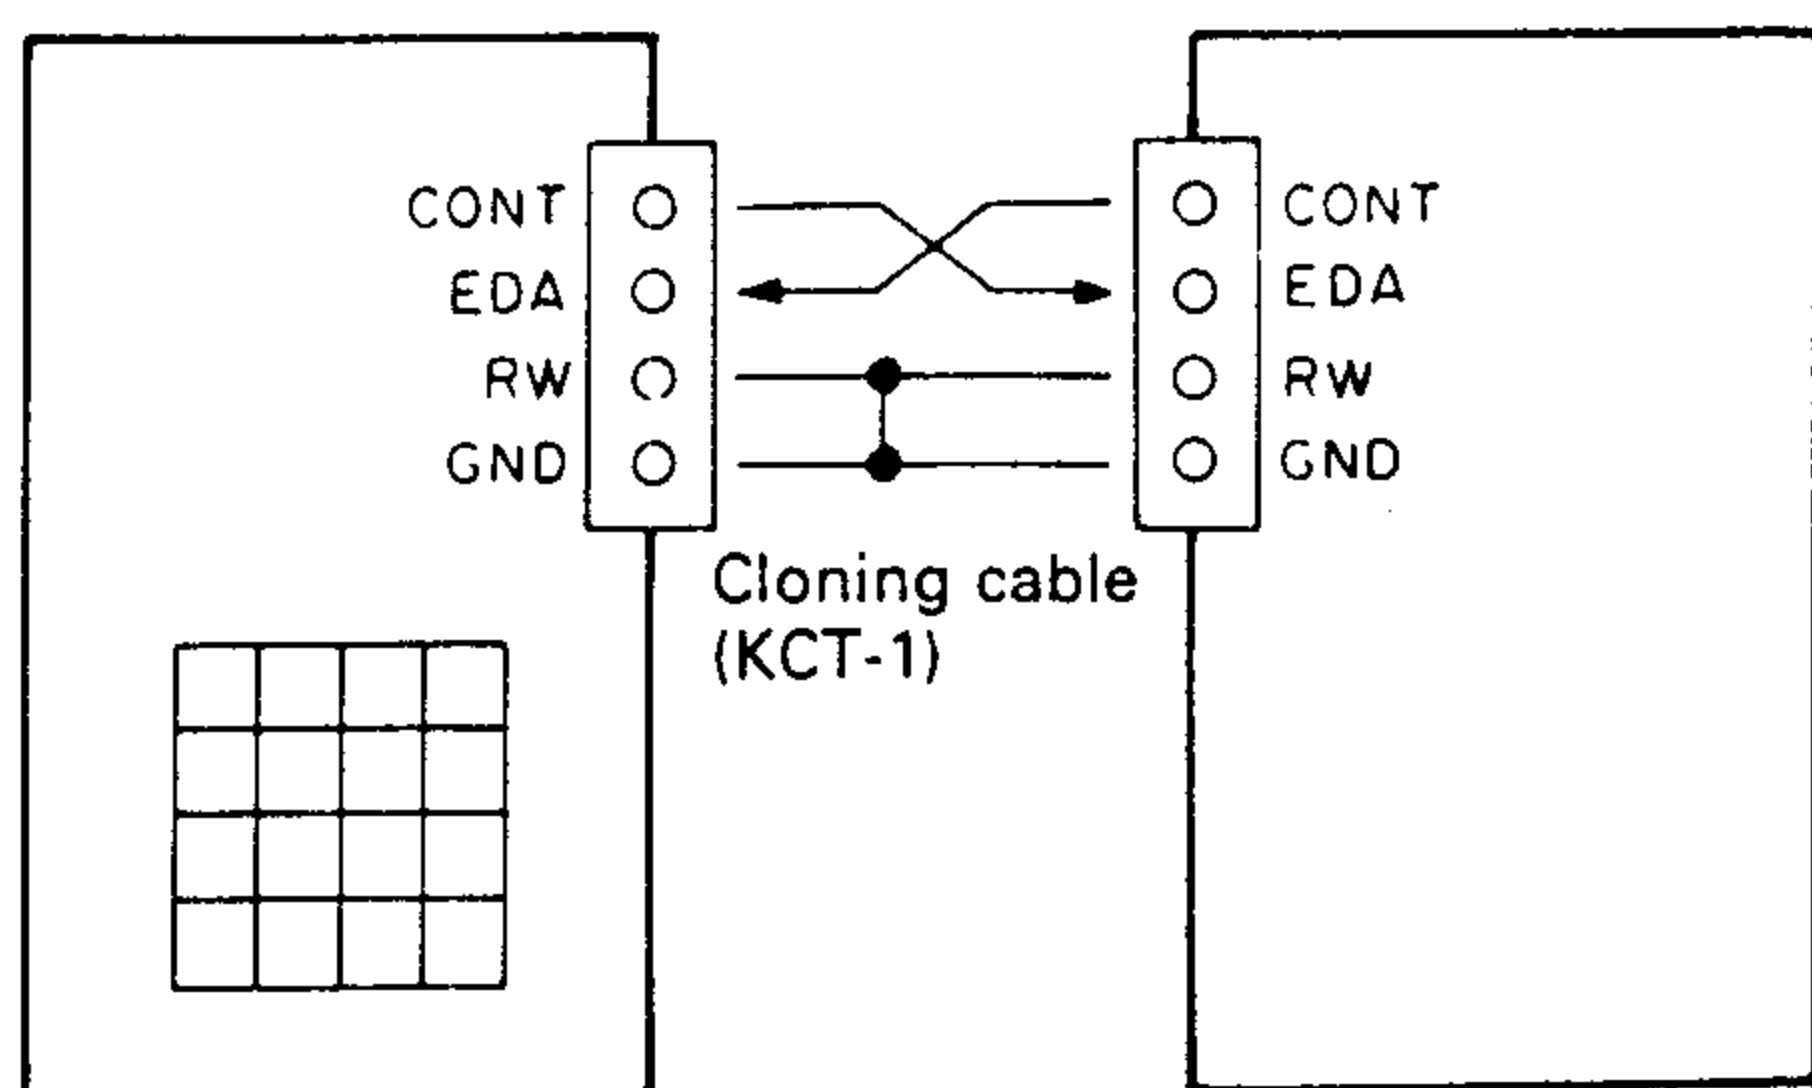 CONT
EDA
RW
GND
CONT
EDA
RW
GND
Cloning cable
(KCT-1)